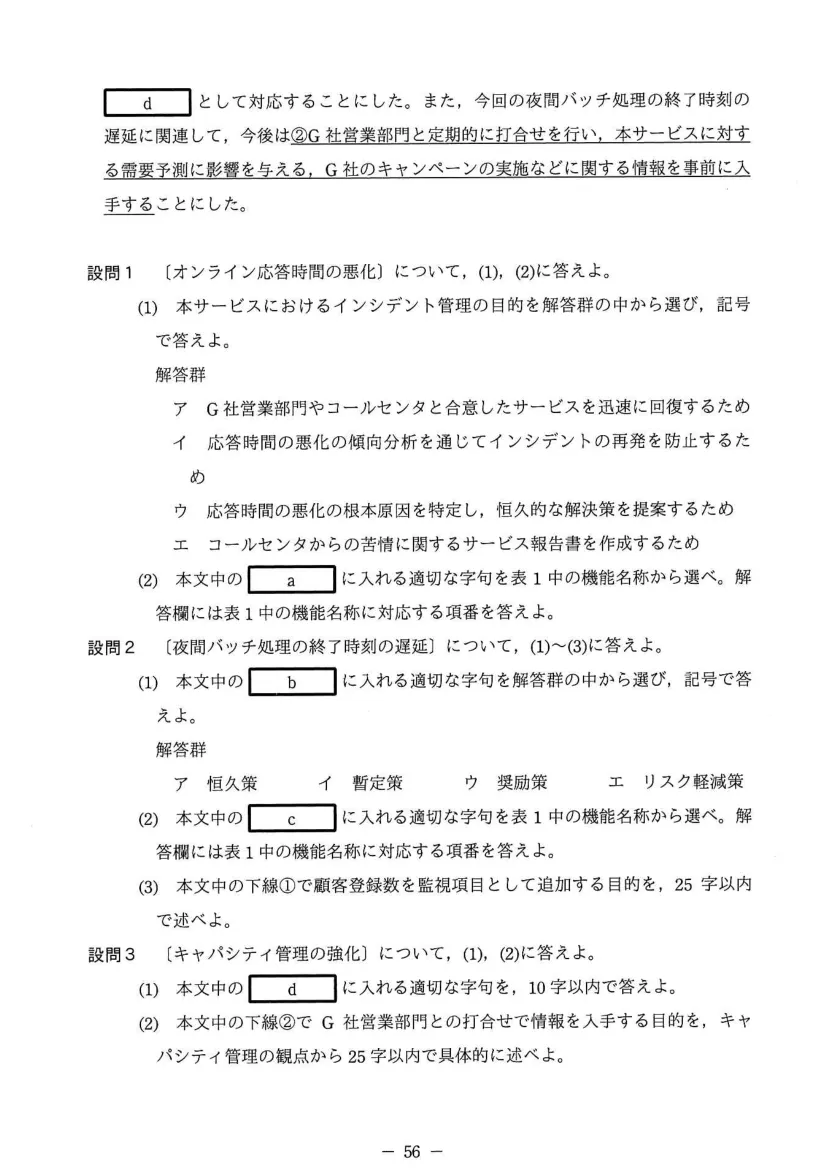 d として対応することにした。また，今回の夜間バッチ処理の終了時刻の
遅延に関連して，今後は②G 社営業部門と定期的に打合せを行い，本サービスに対す
る需要予測に影響を与える，G 社のキャンペーンの実施などに関する情報を事前に入
手することにした。
設問1 〔オンライン応答時間の悪化〕について，(1)，(2)に答えよ。
(1) 本サービスにおけるインシデント管理の目的を解答群の中から選び，記号
で答えよ。
解答群
ア G 社営業部門やコールセンタと合意したサービスを迅速に回復するため
イ 応答時間の悪化の傾向分析を通じてインシデントの再発を防止するた
め
ウ 応答時間の悪化の根本原因を特定し，恒久的な解決策を提案するため
エ コールセンタからの苦情に関するサービス報告書を作成するため
(2) 本文中の a に入れる適切な字句を表 1 中の機能名称から選べ。解
答欄には表 1 中の機能名称に対応する項番を答えよ。
設問2 〔夜間バッチ処理の終了時刻の遅延〕について，(1)～(3)に答えよ。
(1) 本文中の b に入れる適切な字句を解答群の中から選び，記号で答
えよ。
解答群
ア 恒久策 イ 暫定策 ウ 奨励策 エ リスク軽減策
(2) 本文中の c に入れる適切な字句を表 1 中の機能名称から選べ。解
答欄には表 1 中の機能名称に対応する項番を答えよ。
(3) 本文中の下線①で顧客登録数を監視項目として追加する目的を，25 字以内
で述べよ。
設問3 〔キャパシティ管理の強化〕について，(1)，(2)に答えよ。
(1) 本文中の d に入れる適切な字句を，10 字以内で答えよ。
(2) 本文中の下線②で G 社営業部門との打合せで情報を入手する目的を，キャ
パシティ管理の観点から 25 字以内で具体的に述べよ。
－ 56 －